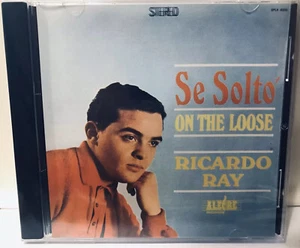 STEREO
Se Soltó
ON THE LOOSE
RICARDO
RAY
ALEGRE